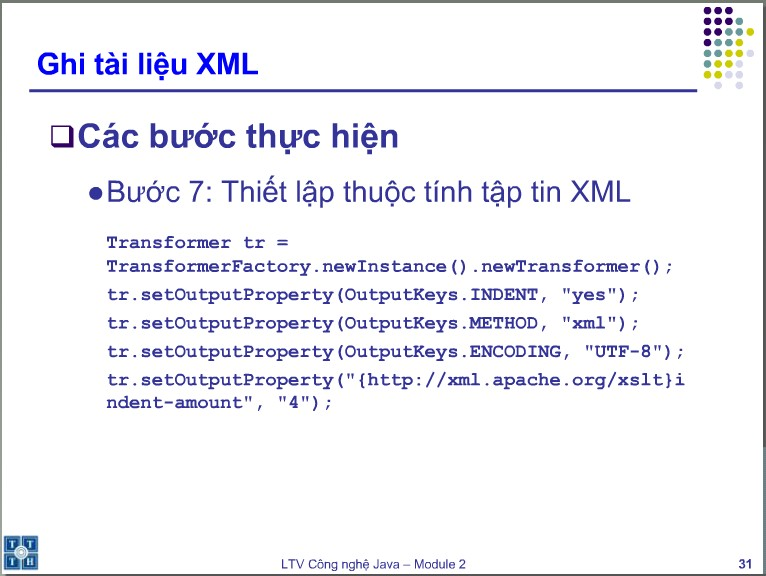 Ghi tài liệu XML
Các bước thực hiện
Bước 7: Thiết lập thuộc tính tập tin XML
Transformer tr =
TransformerFactory.newInstance().newTransformer();
tr.setOutputProperty(OutputKeys.INDENT, "yes");
tr.setOutputProperty(OutputKeys.METHOD, "xml");
tr.setOutputProperty(OutputKeys.ENCODING, "UTF-8");
tr.setOutputProperty("{http://xml.apache.org/xslt}i
ndent-amount", "4");
T T
T H
LTV Công nghệ Java – Module 2
31